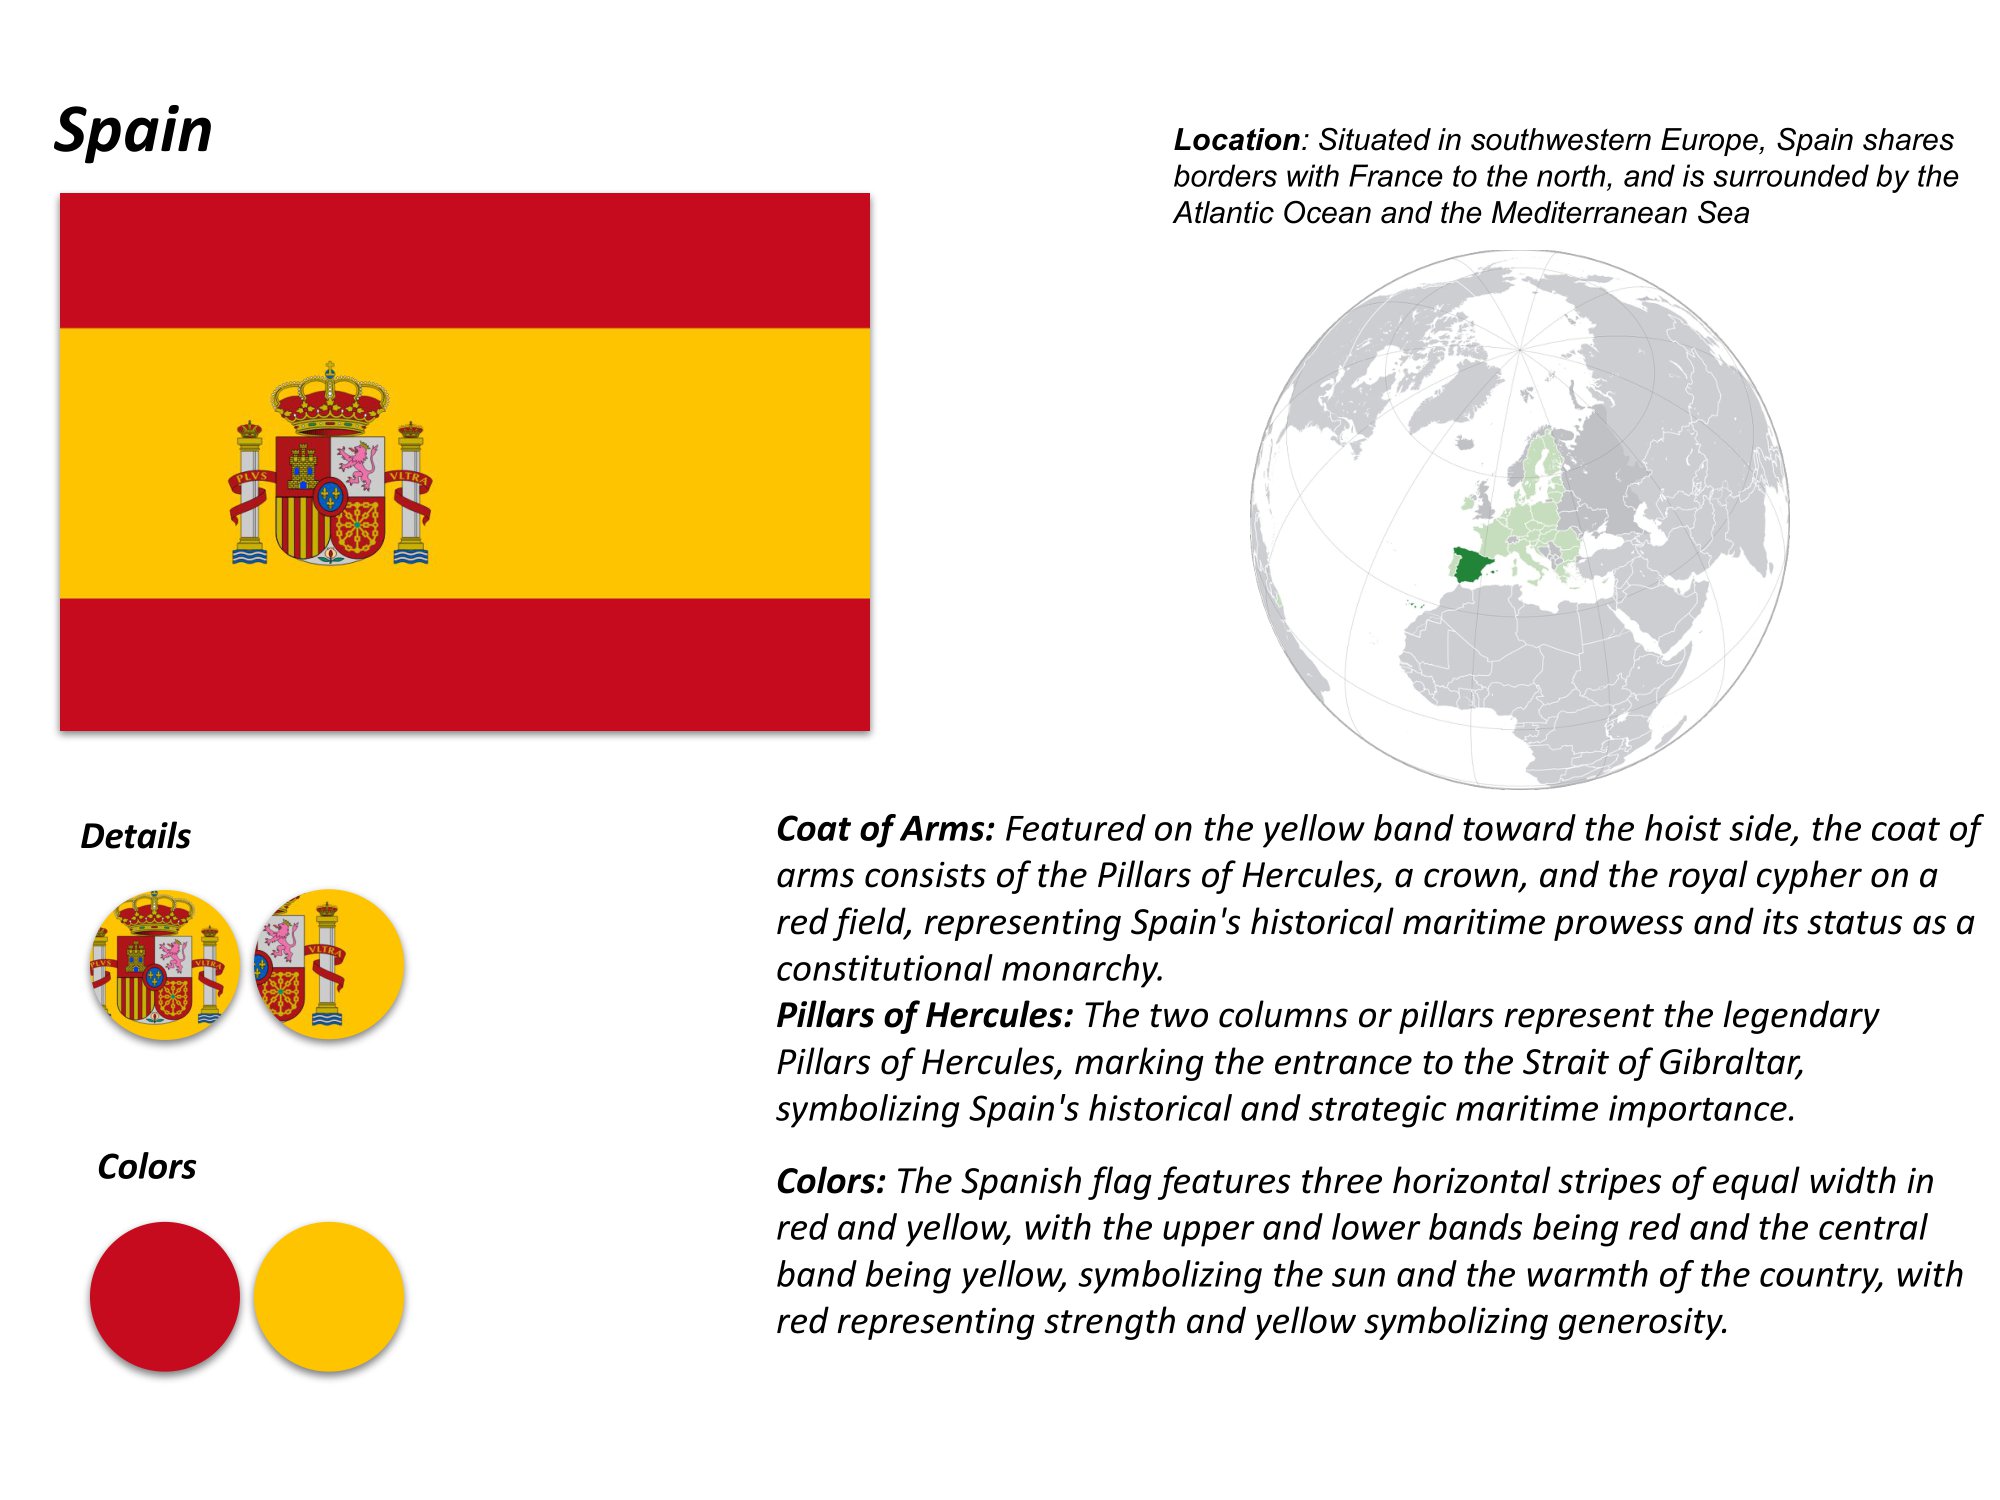 Spain
Location: Situated in southwestern Europe, Spain shares
borders with France to the north, and is surrounded by the
Atlantic Ocean and the Mediterranean Sea
PLVS
VLTRA
Details
PLVS
VLTRA
VLTRA
Coat of Arms: Featured on the yellow band toward the hoist side, the coat of
arms consists of the Pillars of Hercules, a crown, and the royal cypher on a
red field, representing Spain's historical maritime prowess and its status as a
constitutional monarchy.
Pillars of Hercules: The two columns or pillars represent the legendary
Pillars of Hercules, marking the entrance to the Strait of Gibraltar,
symbolizing Spain's historical and strategic maritime importance.
Colors
Colors: The Spanish flag features three horizontal stripes of equal width in
red and yellow, with the upper and lower bands being red and the central
band being yellow, symbolizing the sun and the warmth of the country, with
red representing strength and yellow symbolizing generosity.